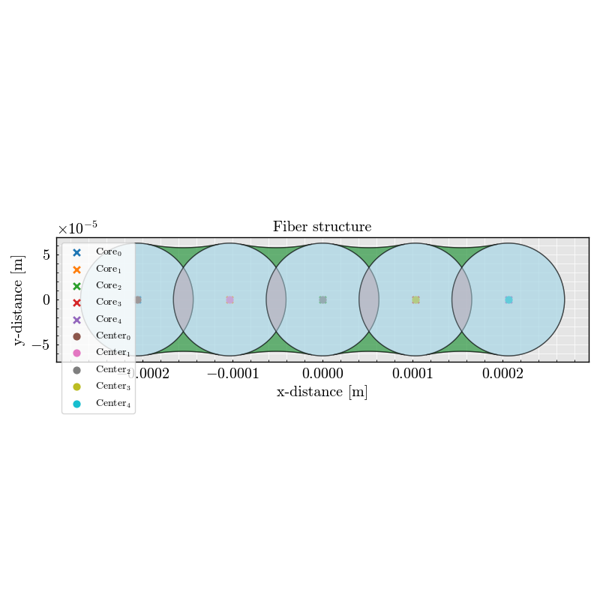 Fiber structure
×10⁻⁵
y-distance [m]
5
0
−5
Core₀
Core₁
Core₂
Core₃
Core₄
Center₀
Center₁
Center₂
Center₃
Center₄
.0002 −0.0001 0.0000 0.0001 0.0002
x-distance [m]